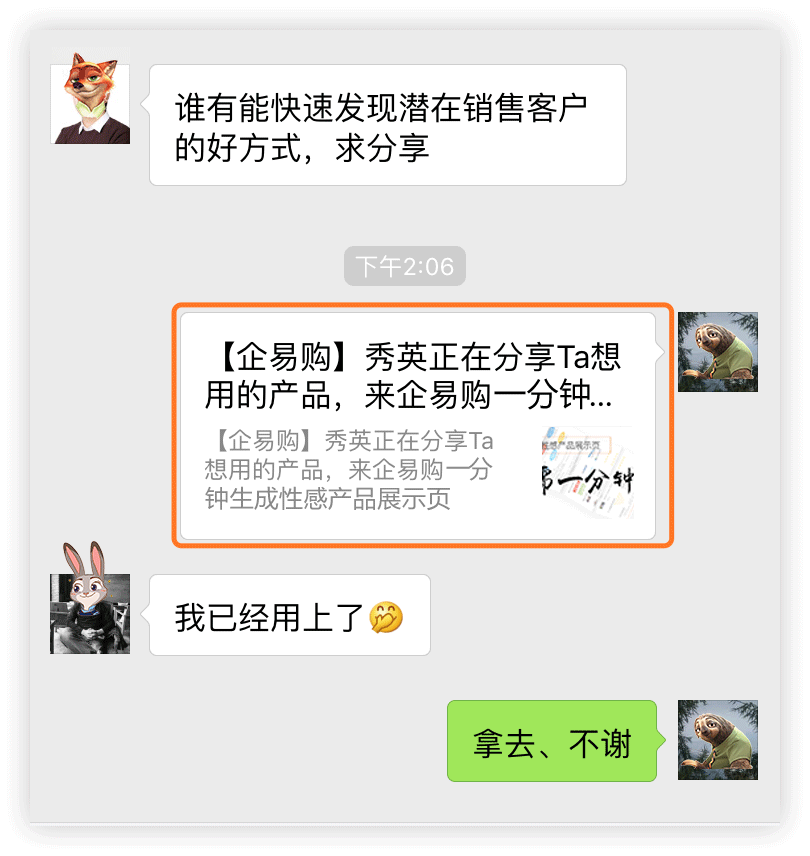 谁有能快速发现潜在销售客户
的好方式，求分享
下午2:06
【企易购】秀英正在分享Ta想
用的产品，来企易购一分钟...
【企易购】秀英正在分享Ta
想用的产品，来企易购一分
钟生成性感产品展示页
性感产品展示页
一分钟
我已经用上了🤭
拿去、不谢